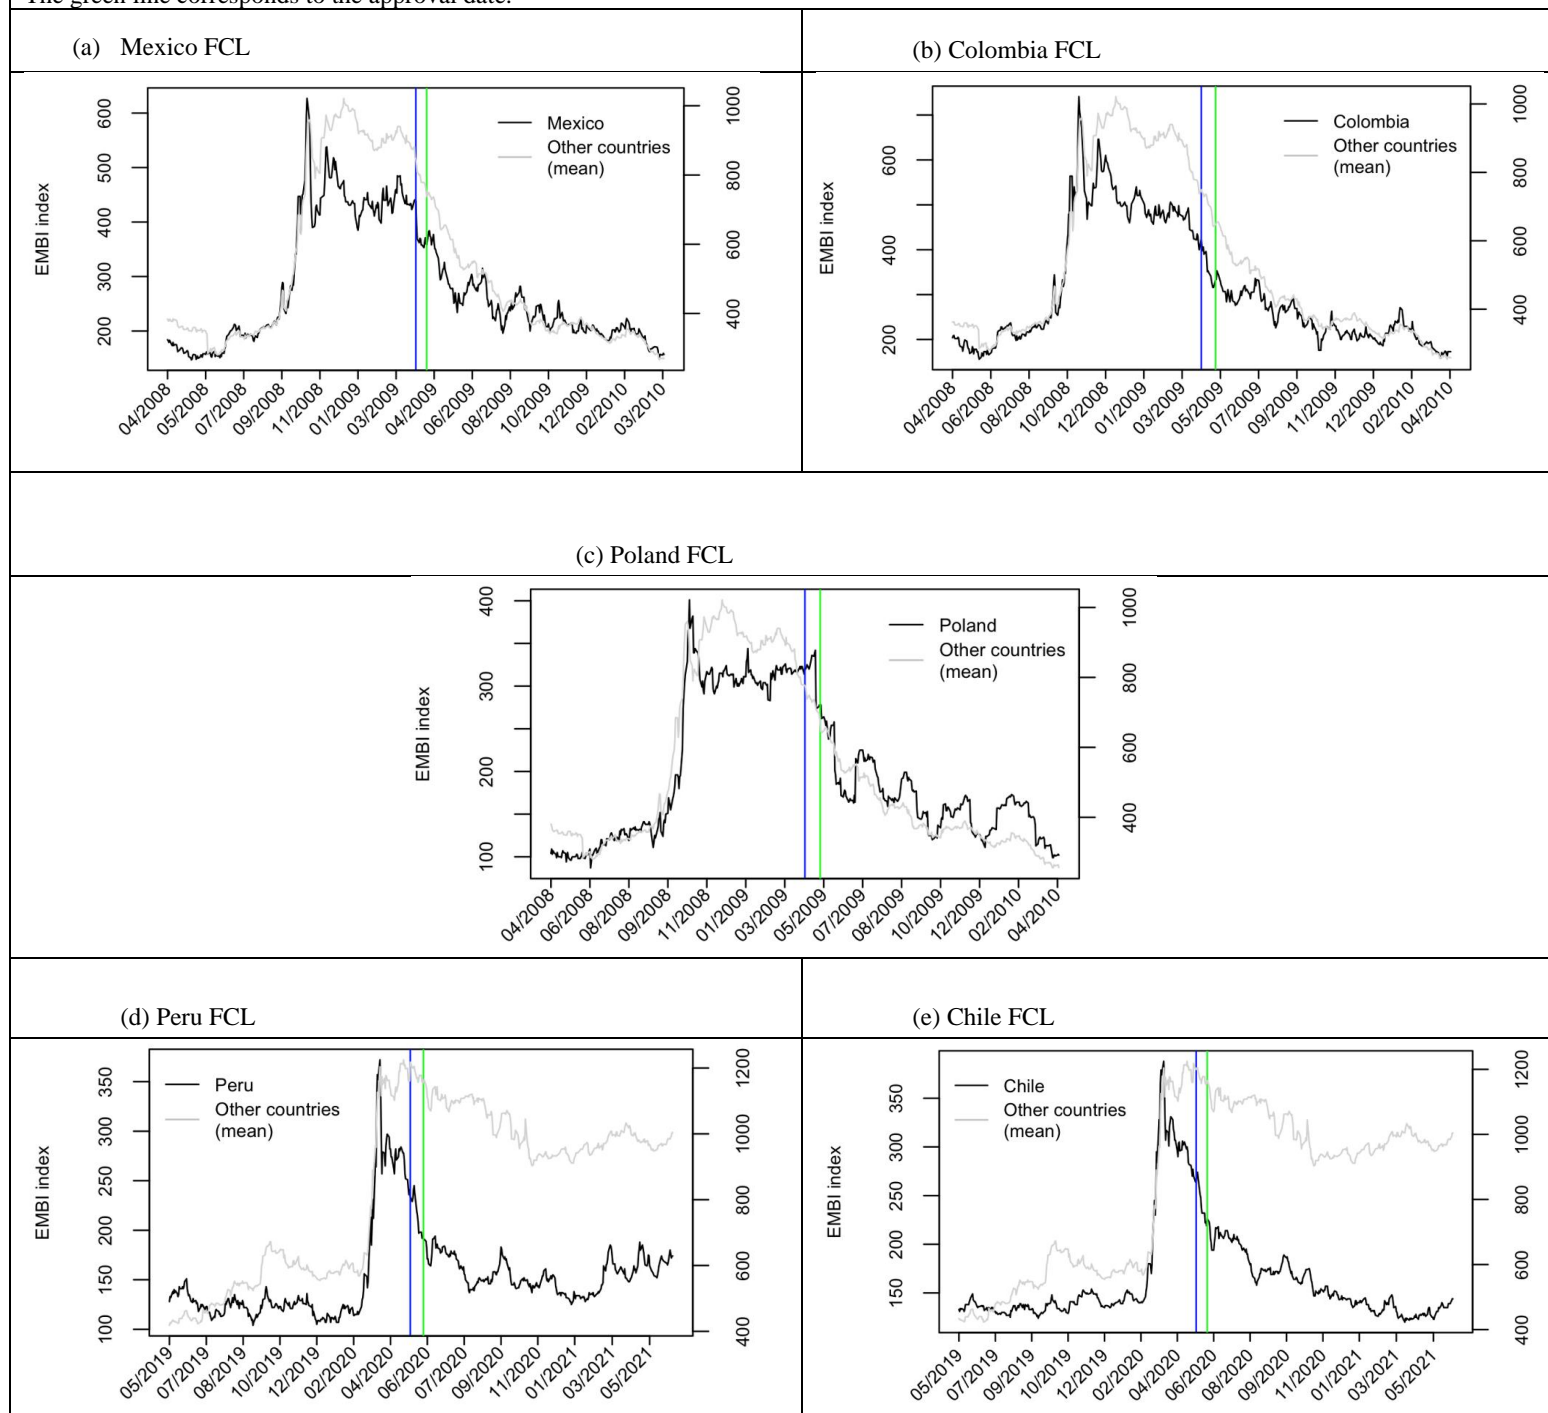 The green line corresponds to the approval date.
(a) Mexico FCL
(b) Colombia FCL
EMBI index
200 300 400 500 600
400 600 800 1000
Mexico
Other countries
(mean)
04/2008 05/2008 07/2008 09/2008 11/2008 01/2009 03/2009 04/2009 06/2009 09/2009 10/2009 12/2009 02/2010 03/2010
EMBI index
200 400 600
400 600 800 1000
Colombia
Other countries
(mean)
04/2008 06/2008 08/2008 10/2008 12/2008 01/2009 03/2009 05/2009 07/2009 09/2009 11/2009 12/2009 02/2010 04/2010
(c) Poland FCL
EMBI index
100 200 300 400
400 600 800 1000
Poland
Other countries
(mean)
04/2008 06/2008 08/2008 09/2008 11/2008 01/2009 03/2009 05/2009 07/2009 08/2009 10/2009 12/2009 02/2010 04/2010
(d) Peru FCL
(e) Chile FCL
EMBI index
100 150 200 250 300 350
400 600 800 1000 1200
Peru
Other countries
(mean)
05/2019 07/2019 08/2019 10/2019 12/2019 02/2020 04/2020 06/2020 07/2020 09/2020 11/2020 01/2021 03/2021 05/2021
EMBI index
150 200 250 300 350
400 600 800 1000 1200
Chile
Other countries
(mean)
05/2019 07/2019 09/2019 10/2019 12/2019 02/2020 04/2020 06/2020 08/2020 09/2020 11/2020 01/2021 03/2021 05/2021